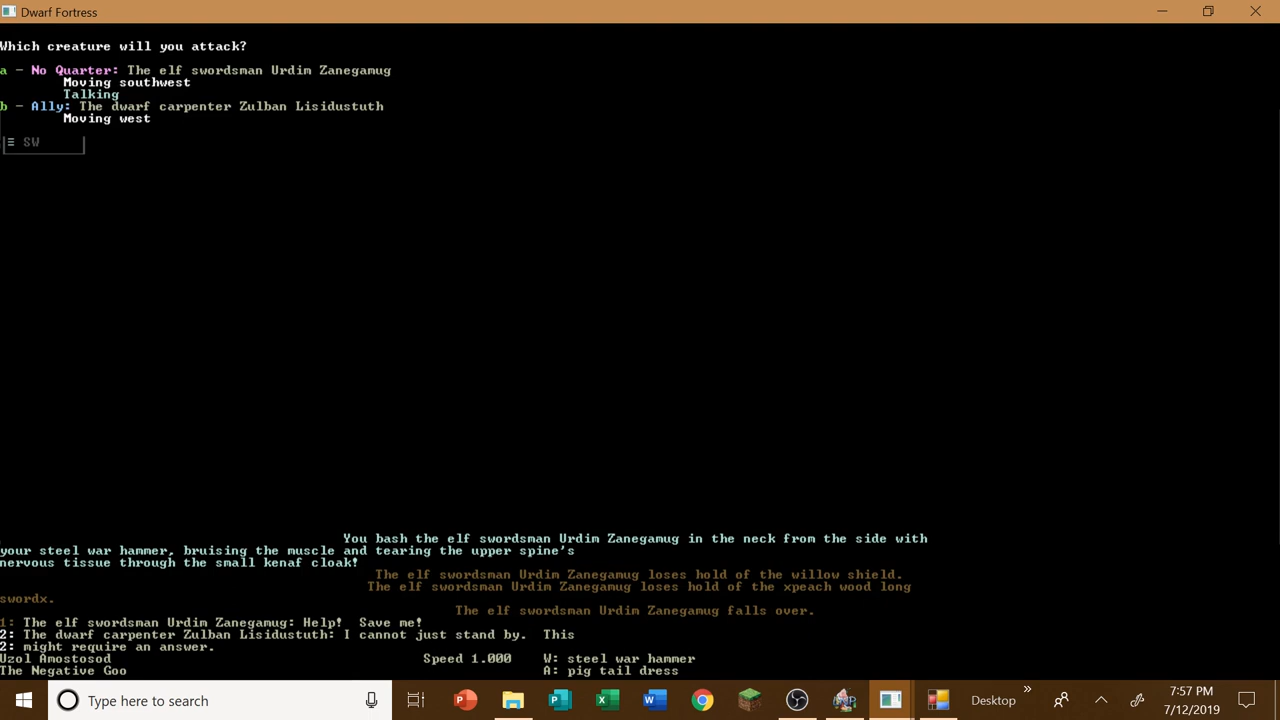 Dwarf Fortress
Which creature will you attack?
a - No Quarter: The elf swordsman Urdim Zanegamug
Moving southwest
Talking
b - Ally: The dwarf carpenter Zulban Lisidustuth
Moving west
≡ SW
You bash the elf swordsman Urdim Zanegamug in the neck from the side with
your steel war hammer, bruising the muscle and tearing the upper spine's
nervous tissue through the small kenaf cloak!
The elf swordsman Urdim Zanegamug loses hold of the willow shield.
The elf swordsman Urdim Zanegamug loses hold of the xpeach wood long
swordx.
The elf swordsman Urdim Zanegamug falls over.
1: The elf swordsman Urdim Zanegamug: Help!  Save me!
2: The dwarf carpenter Zulban Lisidustuth: I cannot just stand by.  This
2: might require an answer.
Uzol Amostosod Speed 1.000 W: steel war hammer
The Negative Goo A: pig tail dress
Type here to search
Desktop
7:57 PM
7/12/2019